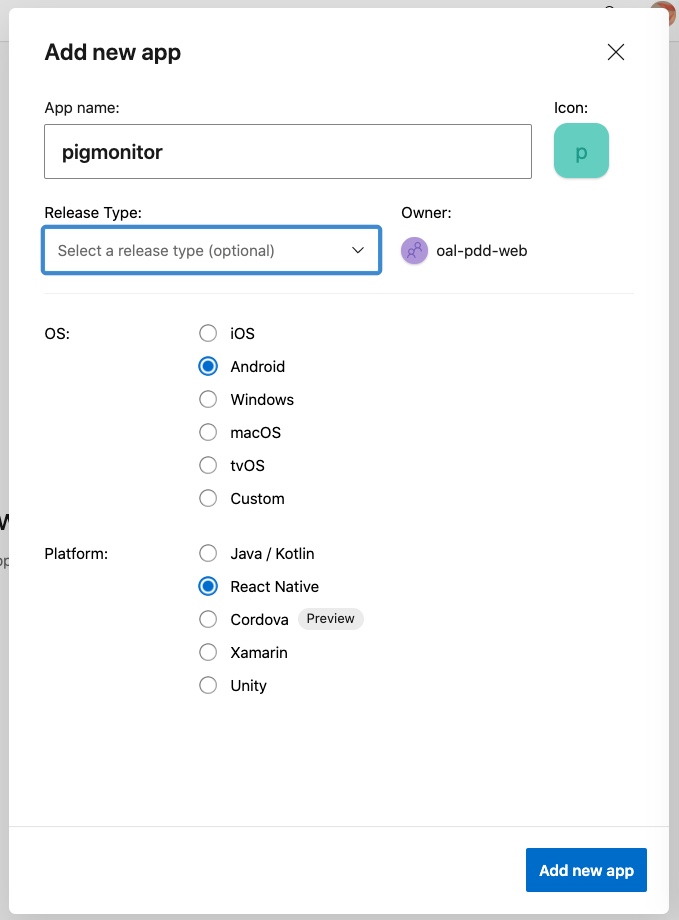 Add new app
App name:
Icon:
pigmonitor
p
Release Type:
Owner:
Select a release type (optional)
oal-pdd-web
OS:
iOS
Android
Windows
macOS
tvOS
Custom
Platform:
Java / Kotlin
React Native
Cordova Preview
Xamarin
Unity
Add new app